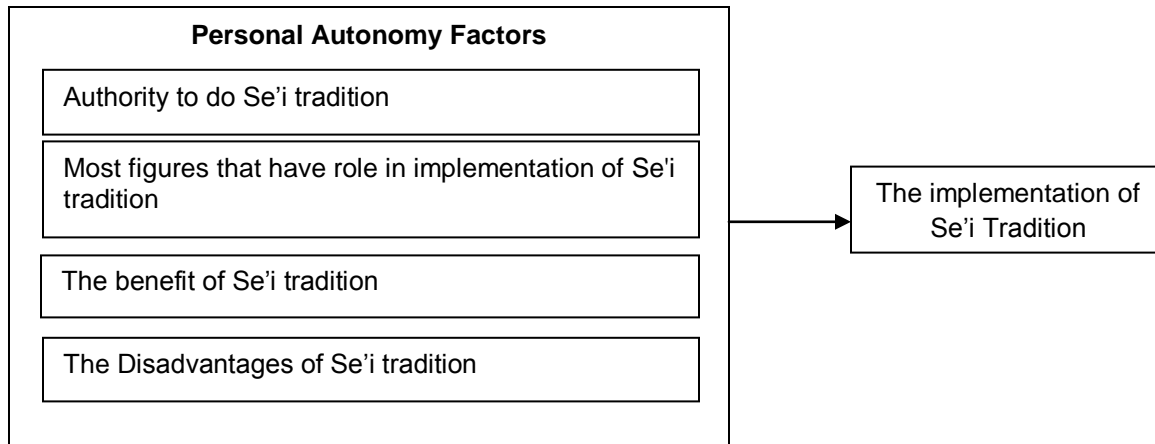 Personal Autonomy Factors
Authority to do Se’i tradition
Most figures that have role in implementation of Se'i
tradition
The benefit of Se’i tradition
The Disadvantages of Se’i tradition
The implementation of
Se’i Tradition